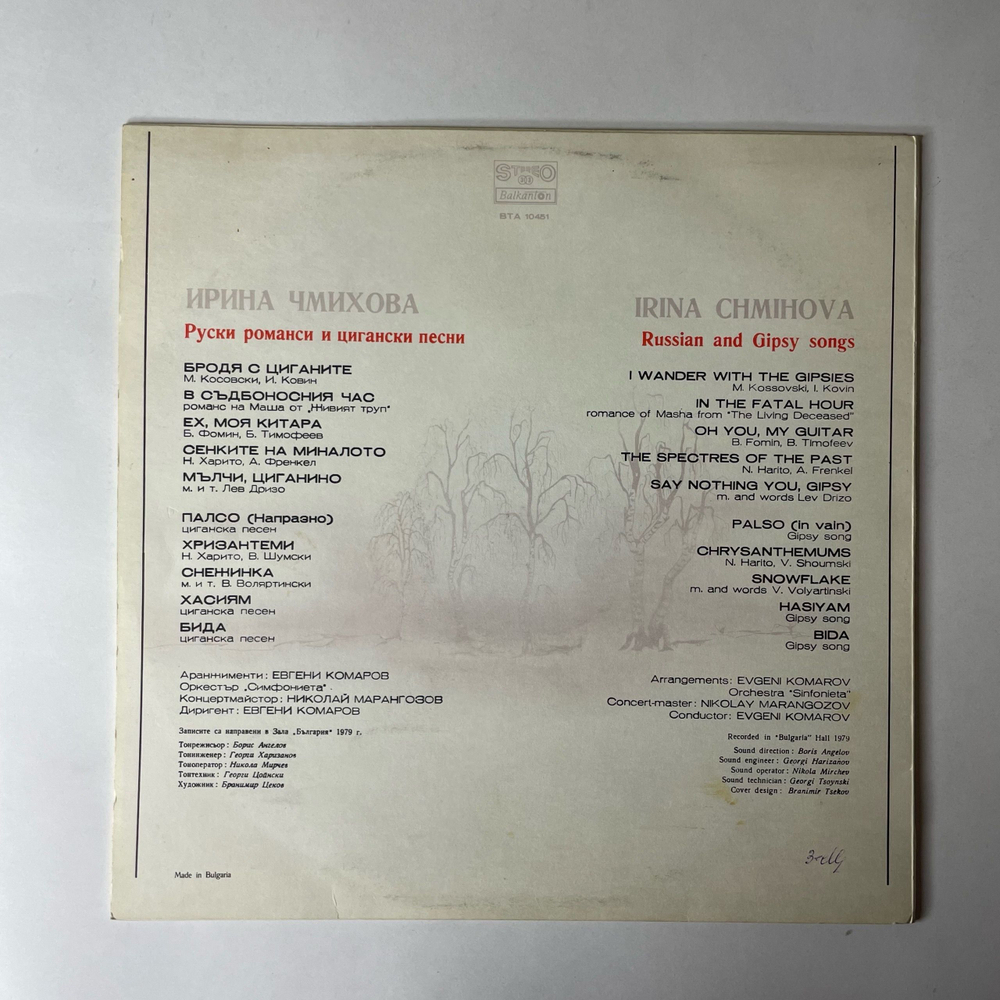 STEREO
Balkanton
BTA 10451
ИРИНА ЧМИХОВА
Руски романси и цигански песни
БРОДЯ С ЦИГАНИТЕ
М. Косовски, И. Ковин
В СЪДБОНОСНИЯ ЧАС
романс на Маша от „Живият труп“
ЕХ, МОЯ КИТАРА
Б. Фомин, Б. Тимофеев
СЕНКИТЕ НА МИНАЛОТО
Н. Харито, А. Френкел
МЪЛЧИ, ЦИГАНИНО
м. и т. Лев Дризо
ПАЛСО (Напразно)
циганска песен
ХРИЗАНТЕМИ
Н. Харито, В. Шумски
СНЕЖИНКА
м. и т. В. Воляртински
ХАСИЯМ
циганска песен
БИДА
циганска песен
Аранжименти: ЕВГЕНИ КОМАРОВ
Оркестър „Симфониета“
Концертмайстор: НИКОЛАЙ МАРАНГОЗОВ
Диригент: ЕВГЕНИ КОМАРОВ
Записите са направени в Зала „България“ 1979 г.
Тонрежисьор: Борис Ангелов
Тонинженер: Георги Харизанов
Тоноператор: Никола Мирчев
Тонтехник: Георги Цойнски
Художник: Бранимир Цеков
Made in Bulgaria
IRINA CHMIHOVA
Russian and Gipsy songs
I WANDER WITH THE GIPSIES
M. Kossovski, I. Kovin
IN THE FATAL HOUR
romance of Masha from "The Living Deceased"
OH YOU, MY GUITAR
B. Fomin, B. Timofeev
THE SPECTRES OF THE PAST
N. Harito, A. Frenkel
SAY NOTHING YOU, GIPSY
m. and words Lev Drizo
PALSO (In vain)
Gipsy song
CHRYSANTHEMUMS
N. Harito, V. Shoumski
SNOWFLAKE
m. and words V. Volyartinski
HASIYAM
Gipsy song
BIDA
Gipsy song
Arrangements: EVGENI KOMAROV
Orchestra "Sinfonieta"
Concert-master: NIKOLAY MARANGOZOV
Conductor: EVGENI KOMAROV
Recorded in "Bulgaria" Hall 1979
Sound direction: Boris Angelov
Sound engineer: Georgi Harizanov
Sound operator: Nikola Mirchev
Sound technician: Georgi Tsoynski
Cover design: Branimir Tsekov